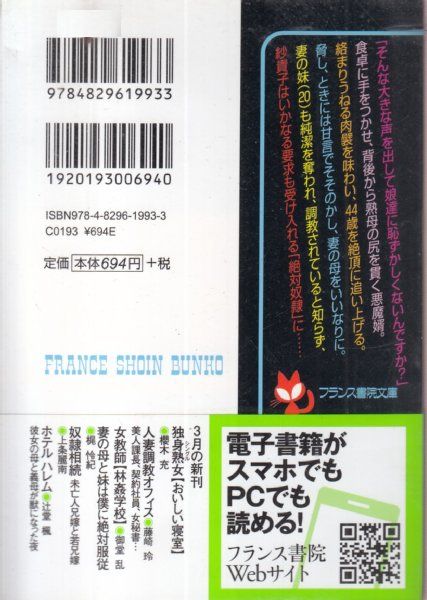 「そんな大きな声を出して娘達に恥ずかしくないんですか?」
食卓に手をつかせ、背後から熟母の尻を貫く悪魔婿。
絡まりうねる肉襞を味わい、44歳を絶頂に追い上げる。
脅し、ときには甘言でそそのかし、妻の母をいいなりに。
妻の妹(20)も純潔を奪われ、調教されていると知らず、
紗貴子はいかなる要求も受け入れる「絶対奴隷」に……
フランス書院文庫
9784829619933
1920193006940
ISBN978-4-8296-1993-3
C0193 ¥694E
定価 本体694円 +税
FRANCE SHOIN BUNKO
電子書籍が
スマホでも
PCでも
読める!
フランス書院
Webサイト
3月の新刊
●櫻木 充
独身熟女【おいしい寝室】
シングル
●藤崎 玲
人妻調教オフィス
美人課長、契約社員、女秘書…
●御堂 乱
女教師【林姦学校】
●梶 怜紀
妻の母と妹は僕に絶対服従
●上条麗南
奴隷相続 未亡人兄嫁と若兄嫁
●辻堂 楓
ホテル ハレム
彼女の母と義母が獣になった夜